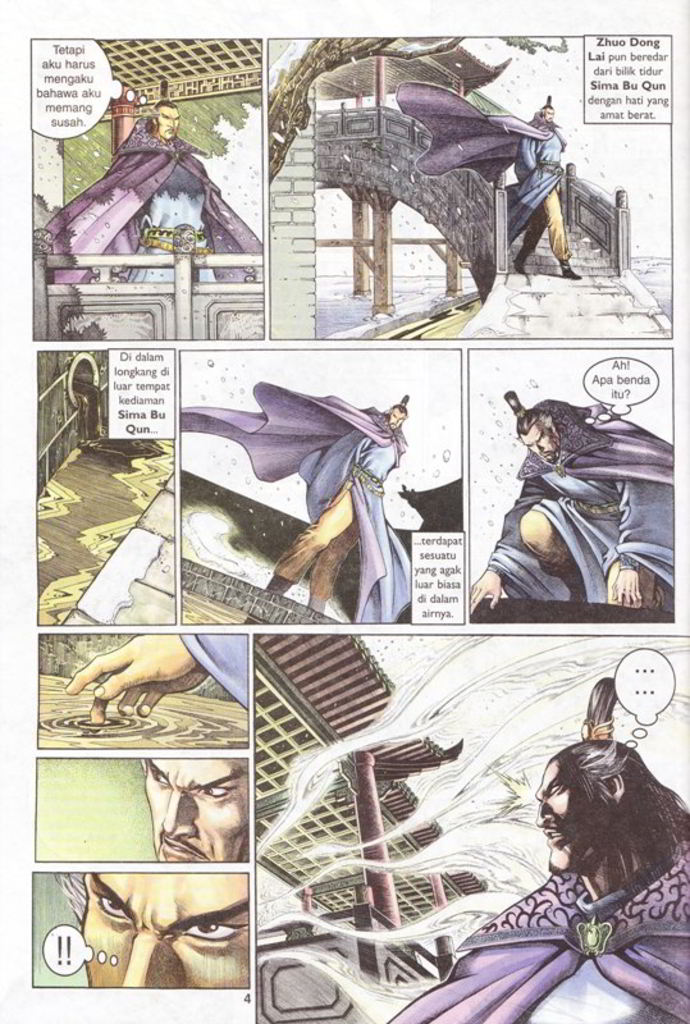 Tetapi
aku harus
mengaku
bahawa aku
memang
susah.
Zhuo Dong
Lai pun beredar
dari bilik tidur
Sima Bu Qun
dengan hati yang
amat berat.
Di dalam
longkang di
luar tempat
kediaman
Sima Bu
Qun...
...terdapat
sesuatu
yang agak
luar biasa
di dalam
airnya.
Ah!
Apa benda
itu?
...
...
!!
4